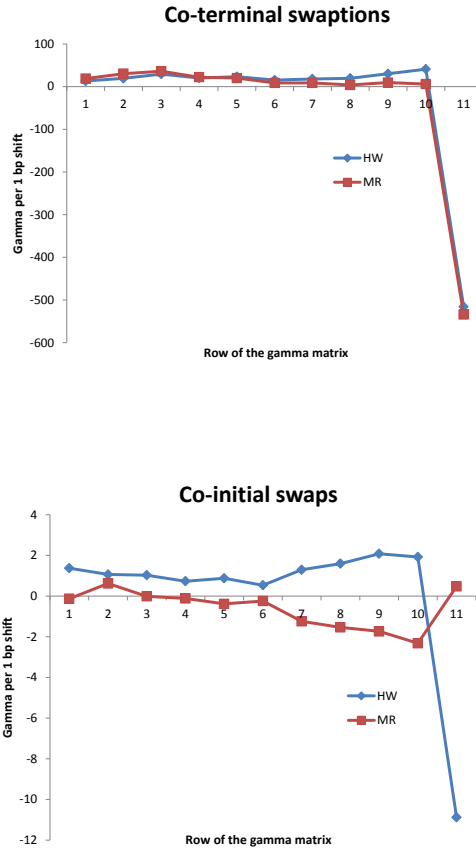 Co-terminal swaptions
Gamma per 1 bp shift
100
0
-100
-200
-300
-400
-500
-600
1 2 3 4 5 6 7 8 9 10 11
HW
MR
Row of the gamma matrix
Co-initial swaps
Gamma per 1 bp shift
4
2
0
-2
-4
-6
-8
-10
-12
1 2 3 4 5 6 7 8 9 10 11
HW
MR
Row of the gamma matrix